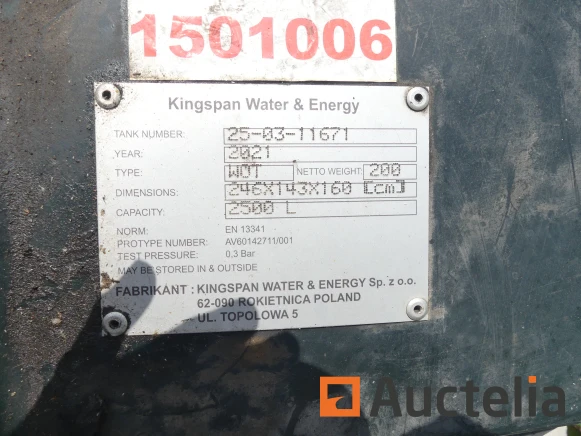 1501006
Kingspan Water & Energy
TANK NUMBER: 25-03-11671
YEAR: 2021
TYPE: WOT NETTO WEIGHT: 200
DIMENSIONS: 246X143X160 [cm]
CAPACITY: 2500 L
NORM: EN 13341
PROTYPE NUMBER: AV60142711/001
TEST PRESSURE: 0,3 Bar
MAY BE STORED IN & OUTSIDE
FABRIKANT : KINGSPAN WATER & ENERGY Sp. z o.o.
62-090 ROKIETNICA POLAND
UL. TOPOLOWA 5
Auctelia